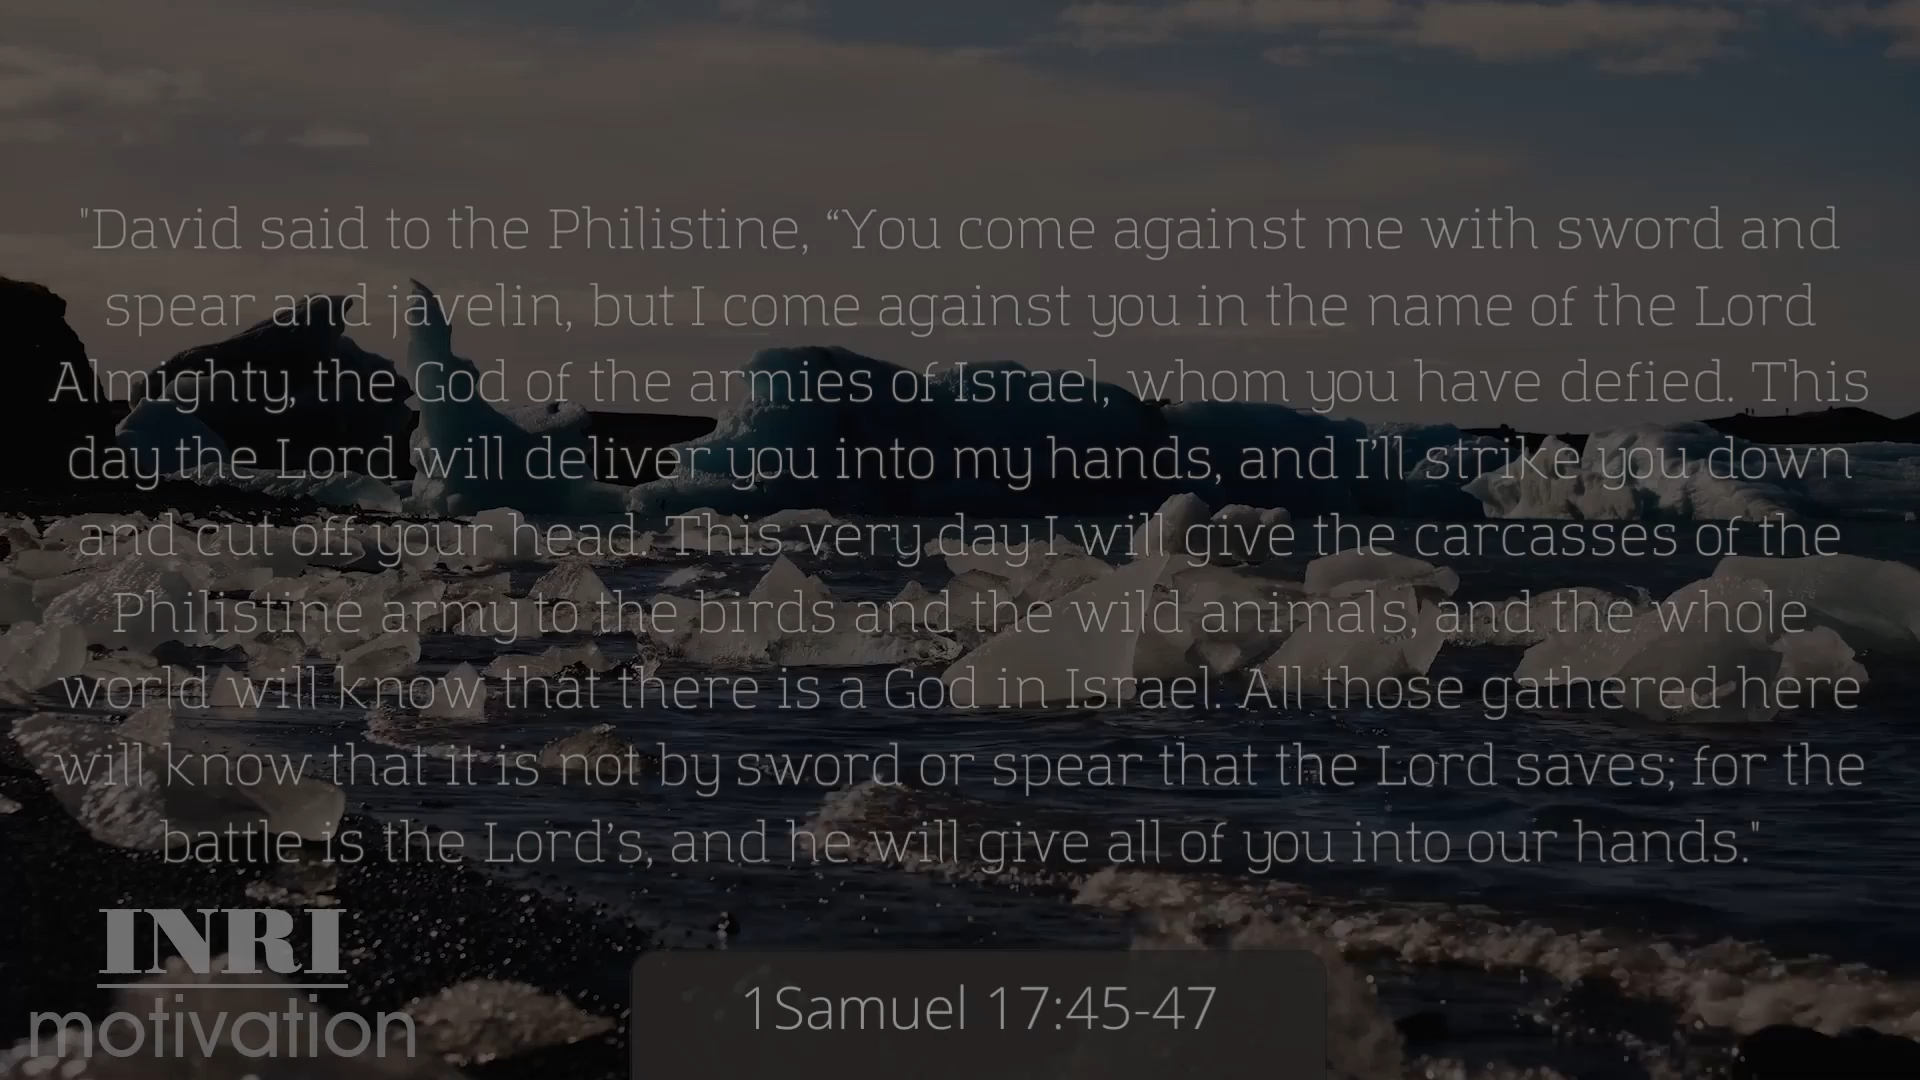 "David said to the Philistine, “You come against me with sword and
spear and javelin, but I come against you in the name of the Lord
Almighty, the God of the armies of Israel, whom you have defied. This
day the Lord will deliver you into my hands, and I’ll strike you down
and cut off your head. This very day I will give the carcasses of the
Philistine army to the birds and the wild animals, and the whole
world will know that there is a God in Israel. All those gathered here
will know that it is not by sword or spear that the Lord saves; for the
battle is the Lord’s, and he will give all of you into our hands."
INRI
motivation
1Samuel 17:45-47